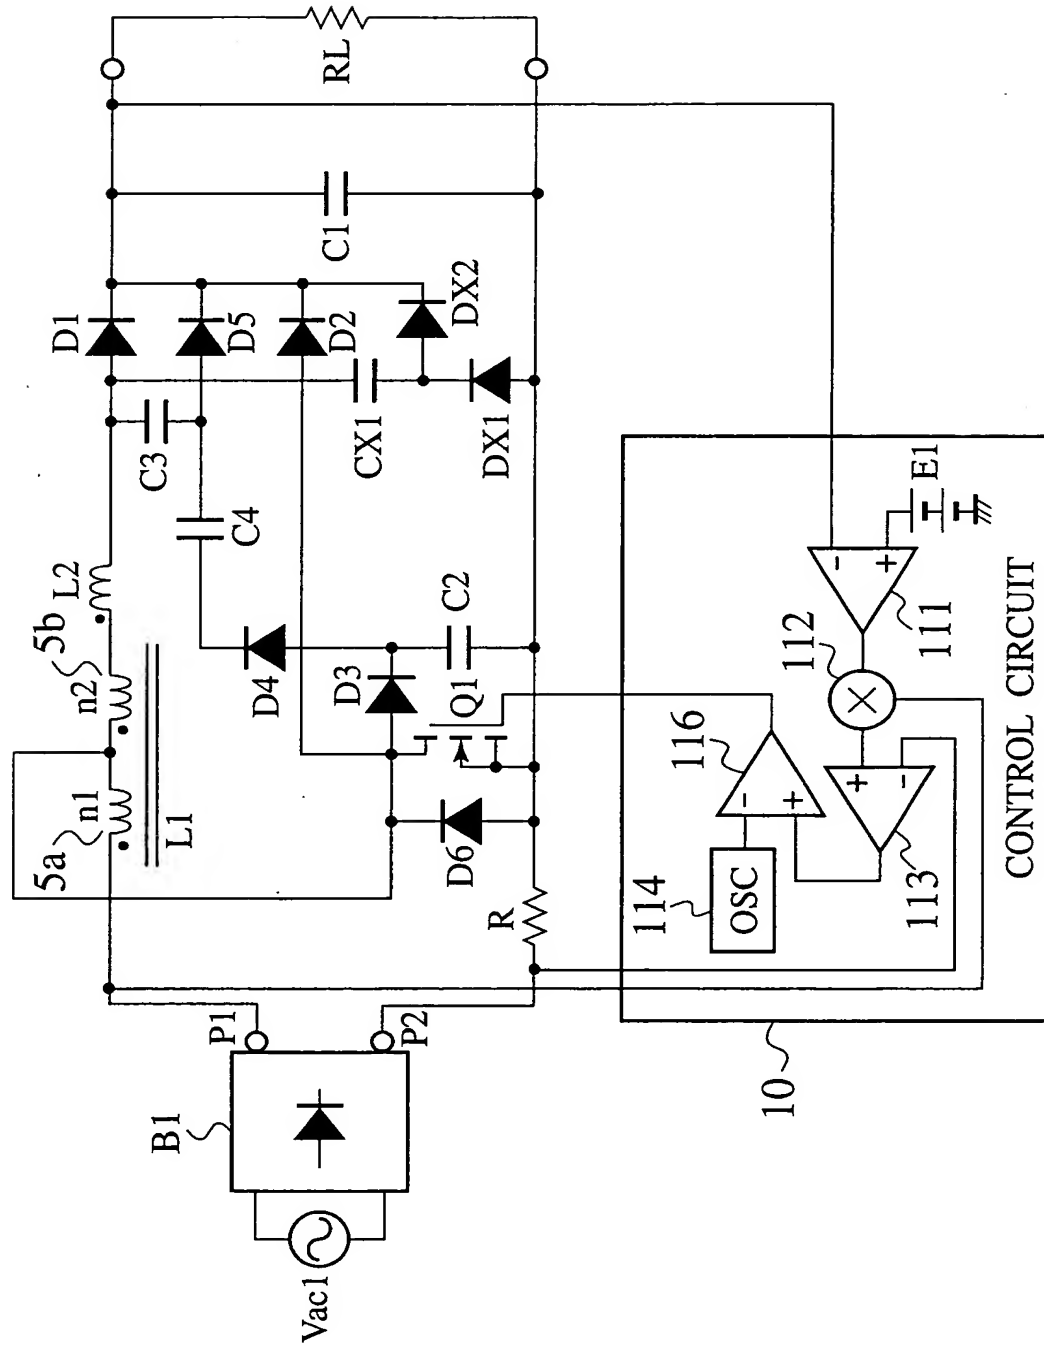 Vac1
B1
P1
P2
5a
n1
L1
n2
5b
L2
R
D6
Q1
D3
D4
C2
C4
C3
CX1
DX1
D1
D5
D2
DX2
C1
RL
10
114
OSC
116
-
+
113
+
-
112
111
-
+
E1
CONTROL CIRCUIT